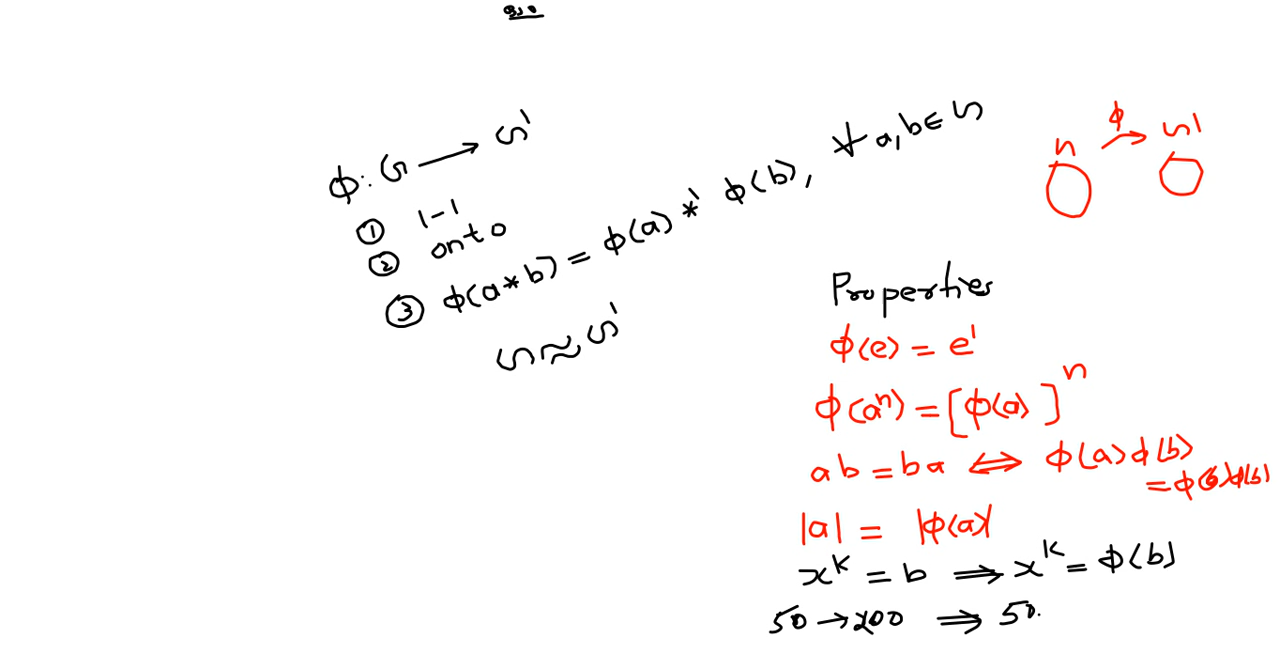 φ: G ⟶ G'
① 1-1
② onto
③ φ(a*b) = φ(a) *' φ(b), ∀ a,b ∈ G
G ≈ G'
G φ→ G'
Properties
φ(e) = e'
φ(aⁿ) = [φ(a)]ⁿ
ab = ba ⇔ φ(a)φ(b)
|a| = |φ(a)|
xᵏ = b ⟹ xᵏ = φ(b)
50 → 200 ⟹ 50.